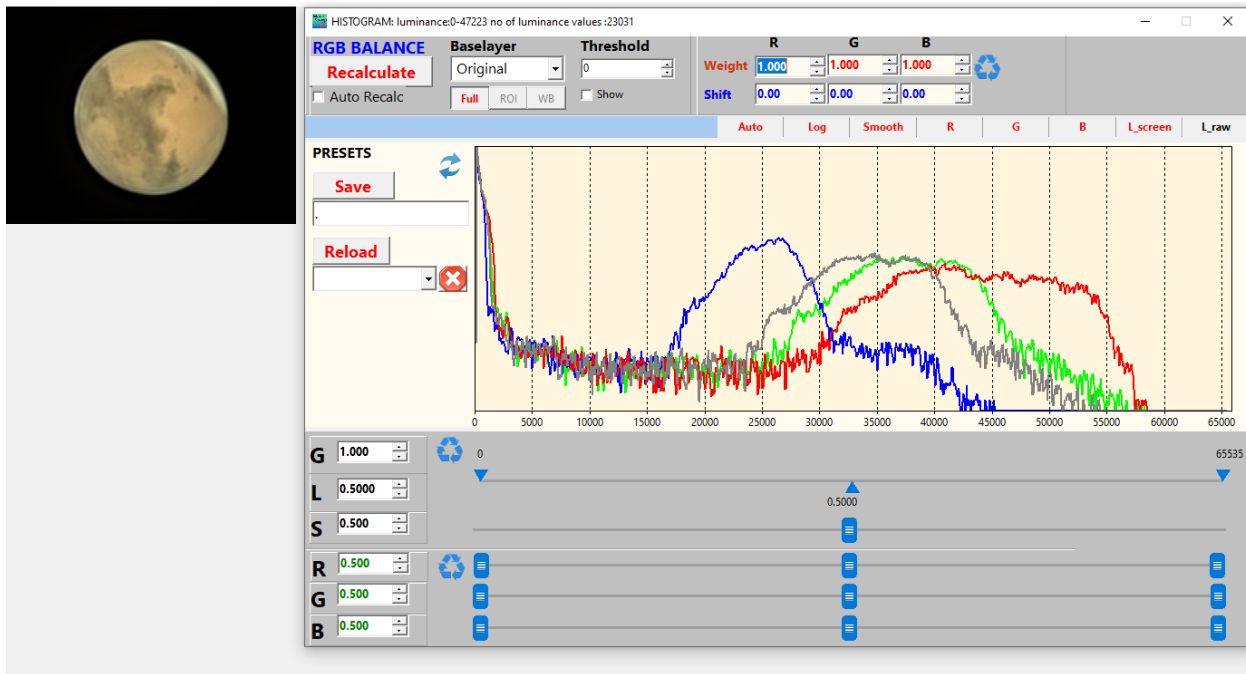 HISTOGRAM: luminance:0-47223 no of luminance values :23031
RGB BALANCE Baselayer Threshold R G B
Recalculate Original 0 Weight 1.000 1.000 1.000
Auto Recalc Full ROI WB Show Shift 0.00 0.00 0.00
Auto Log Smooth R G B L_screen L_raw
PRESETS
Save
.
Reload
0 5000 10000 15000 20000 25000 30000 35000 40000 45000 50000 55000 60000 65000
G 1.000 0 65535
L 0.5000 0.5000
S 0.500
R 0.500
G 0.500
B 0.500